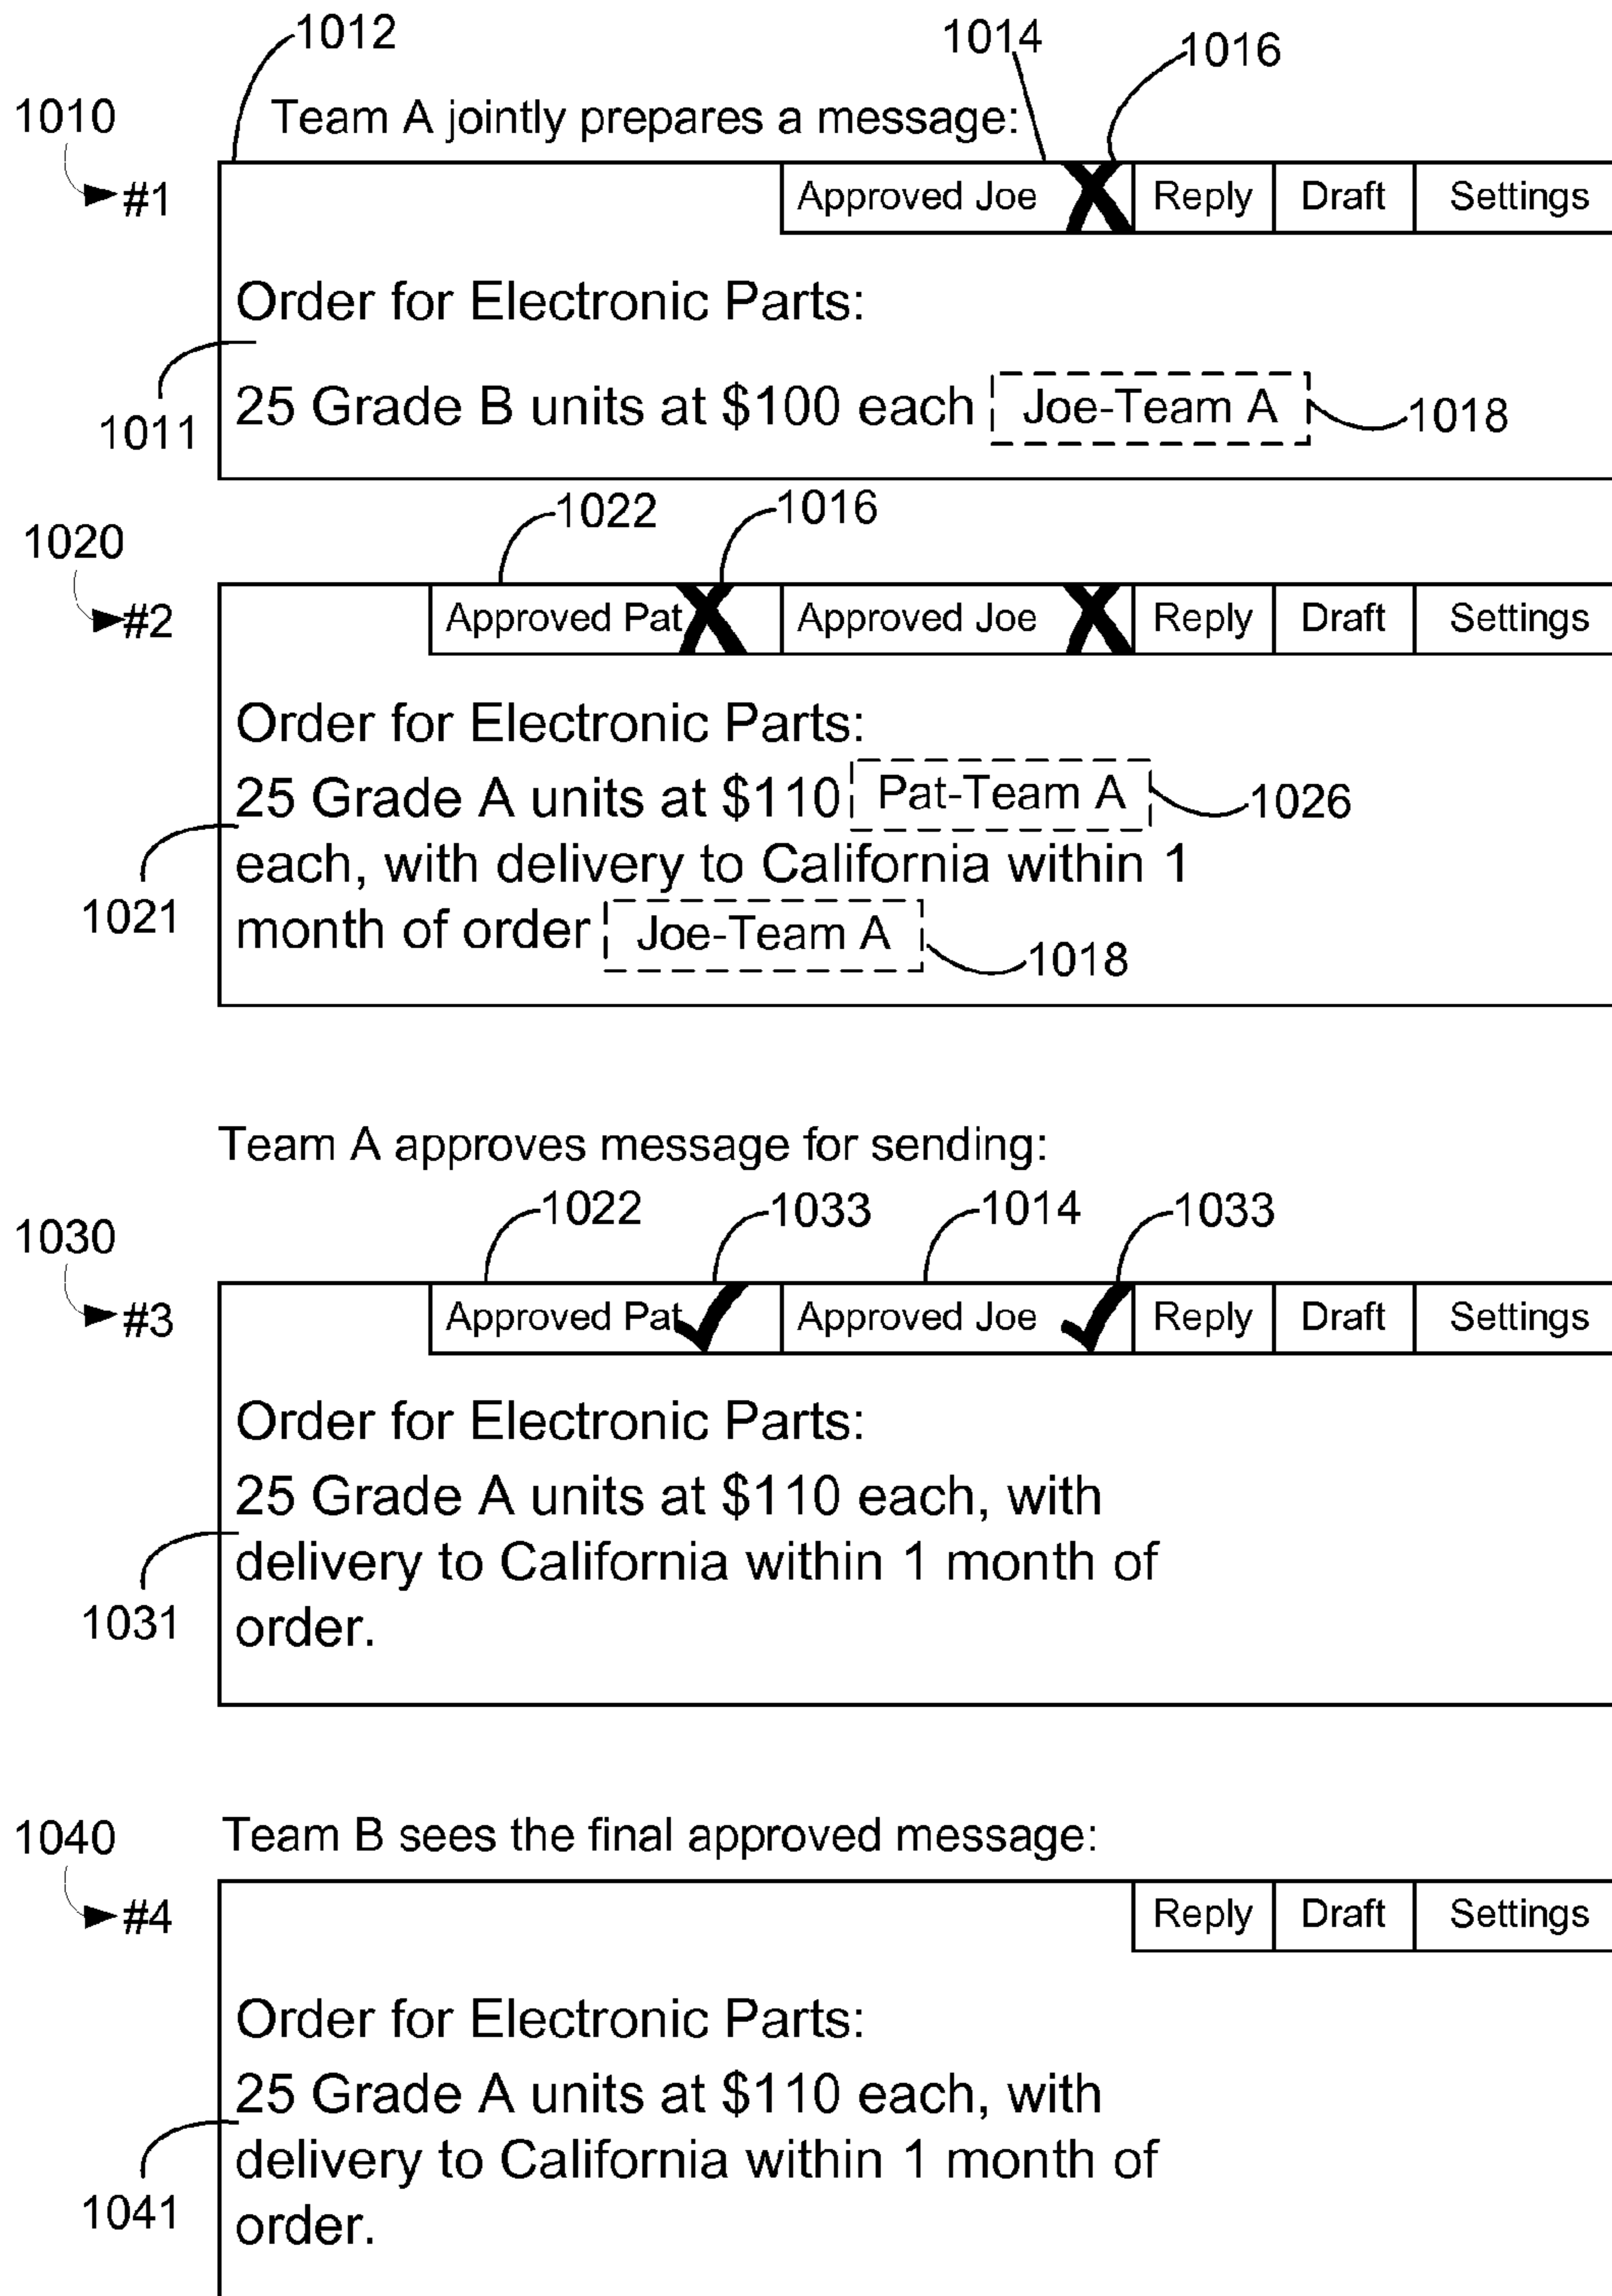 1012
1014
1016
1010
Team A jointly prepares a message:
#1
Approved Joe X Reply Draft Settings
Order for Electronic Parts:
1011
25 Grade B units at $100 each Joe-Team A 1018
1022 1016
1020
#2
Approved Pat X Approved Joe X Reply Draft Settings
Order for Electronic Parts:
25 Grade A units at $110 Pat-Team A 1026
each, with delivery to California within 1
1021
month of order Joe-Team A 1018
Team A approves message for sending:
1022 1033 1014 1033
1030
#3
Approved Pat Approved Joe Reply Draft Settings
Order for Electronic Parts:
25 Grade A units at $110 each, with
delivery to California within 1 month of
1031
order.
1040
Team B sees the final approved message:
#4
Reply Draft Settings
Order for Electronic Parts:
25 Grade A units at $110 each, with
delivery to California within 1 month of
1041
order.